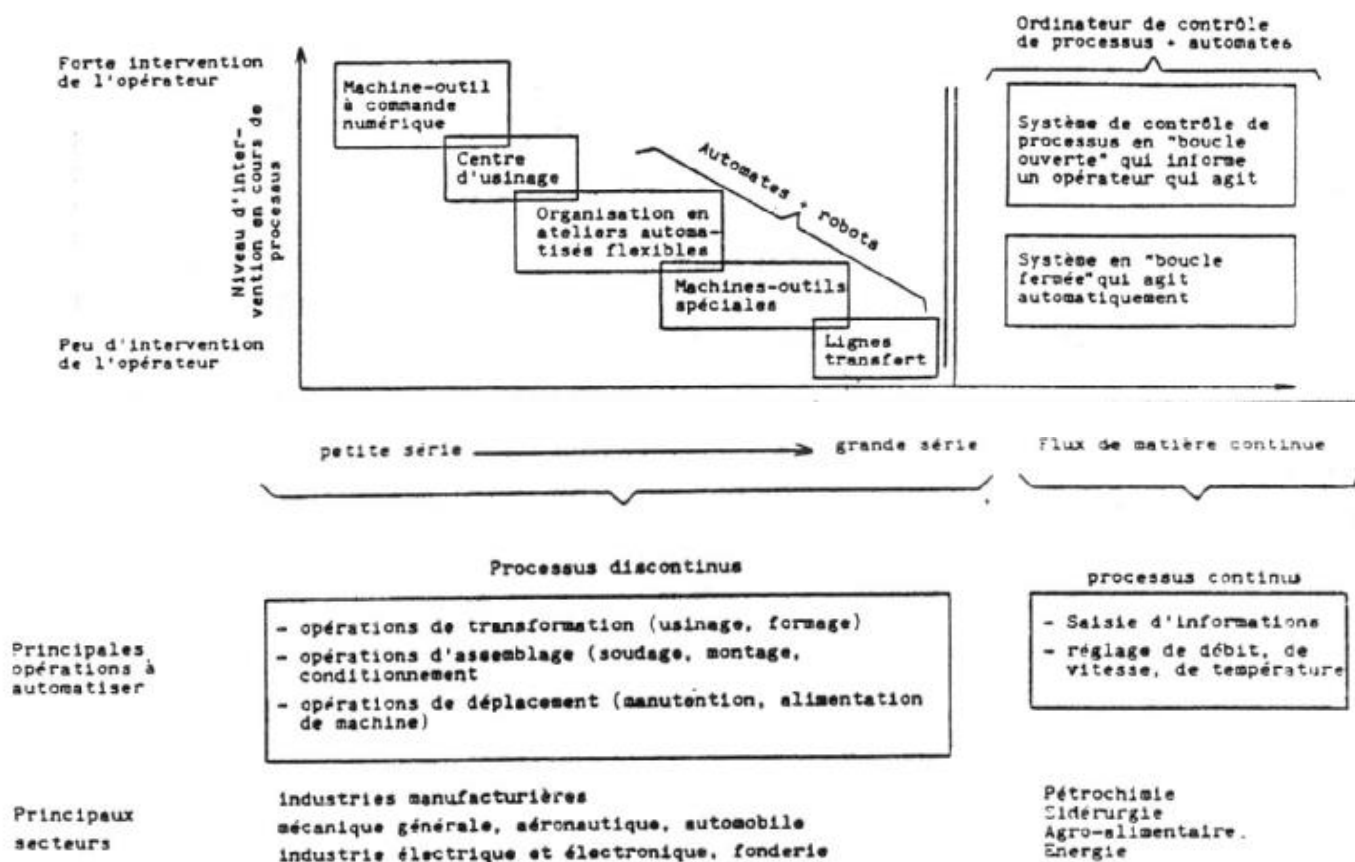 Ordinateur de contrôle
de processus + automates
Forte intervention
de l'opérateur
Niveau d'inter-
vention en cours de
processus
Peu d'intervention
de l'opérateur
Machine-outil
à commande
numérique
Centre
d'usinage
Organisation en
ateliers automa-
tisés flexibles
Machines-outils
spéciales
Lignes
transfert
Automates + robots
Système de contrôle de
processus en "boucle
ouverte" qui informe
un opérateur qui agit
Système en "boucle
fermée" qui agit
automatiquement
petite série
grande série
Flux de matière continue
Processus discontinus
processus continus
Principales
opérations à
automatiser
- opérations de transformation (usinage, formage)
- opérations d'assemblage (soudage, montage,
conditionnement
- opérations de déplacement (manutention, alimentation
de machine)
- Saisie d'informations
- réglage de débit, de
vitesse, de température
Principaux
secteurs
industries manufacturières
mécanique générale, aéronautique, automobile
industrie électrique et électronique, fonderie
Pétrochimie
Sidérurgie
Agro-alimentaire.
Energie